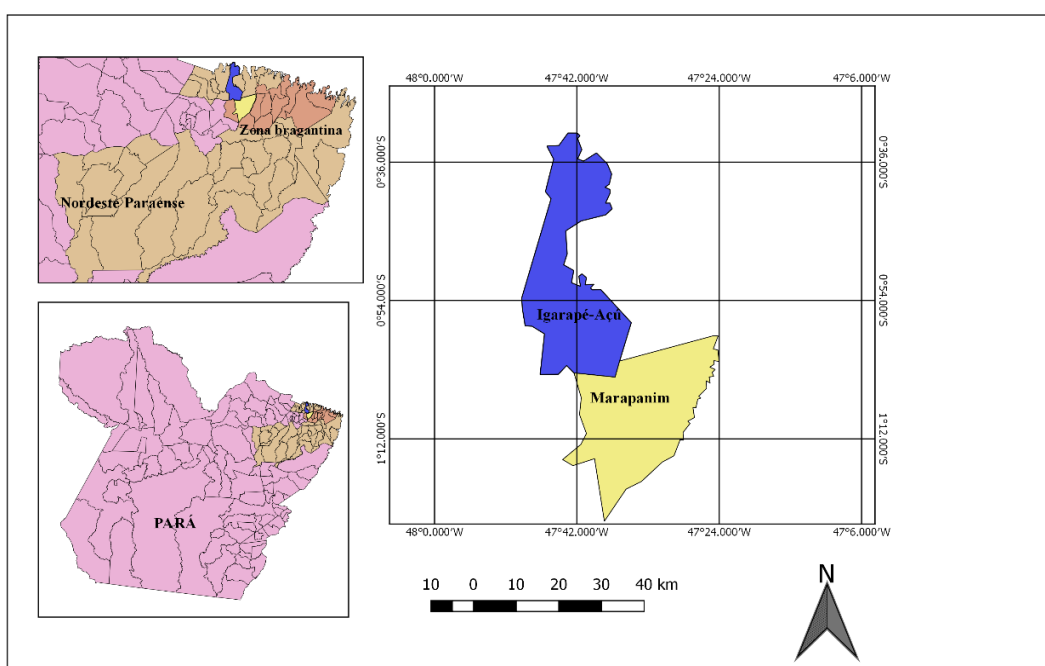 Zona bragantina
Nordeste Paraense
PARÁ
48°0.000'W
47°42.000'W
47°24.000'W
47°6.000'W
0°36.000'S
0°54.000'S
1°12.000'S
0°36.000'S
0°54.000'S
1°12.000'S
Igarapé-Açú
Marapanim
48°0.000'W
47°42.000'W
47°24.000'W
47°6.000'W
10 0 10 20 30 40 km
N